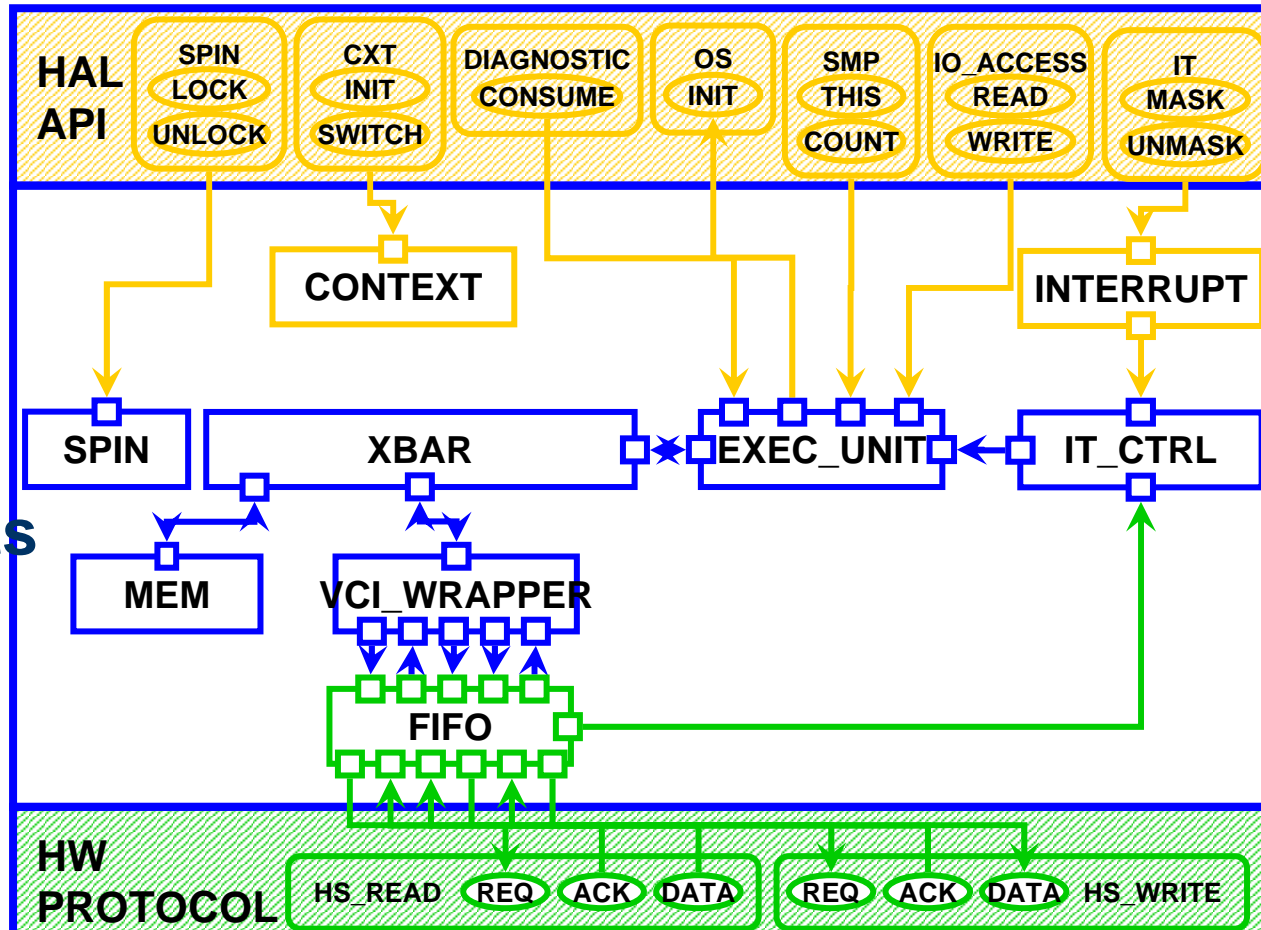 HAL
API
SPIN
LOCK
UNLOCK
CXT
INIT
SWITCH
DIAGNOSTIC
CONSUME
OS
INIT
SMP
THIS
COUNT
IO_ACCESS
READ
WRITE
IT
MASK
UNMASK
CONTEXT
INTERRUPT
SPIN
XBAR
EXEC_UNIT
IT_CTRL
MEM
VCI_WRAPPER
FIFO
HW
PROTOCOL
HS_READ
REQ
ACK
DATA
REQ
ACK
DATA
HS_WRITE